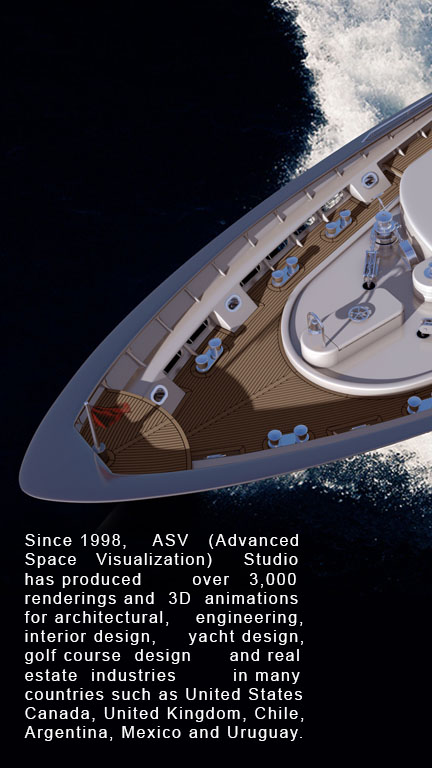 Since 1998, ASV (Advanced
Space Visualization) Studio
has produced over 3,000
renderings and 3D animations
for architectural, engineering,
interior design, yacht design,
golf course design and real
estate industries in many
countries such as United States
Canada, United Kingdom, Chile,
Argentina, Mexico and Uruguay.